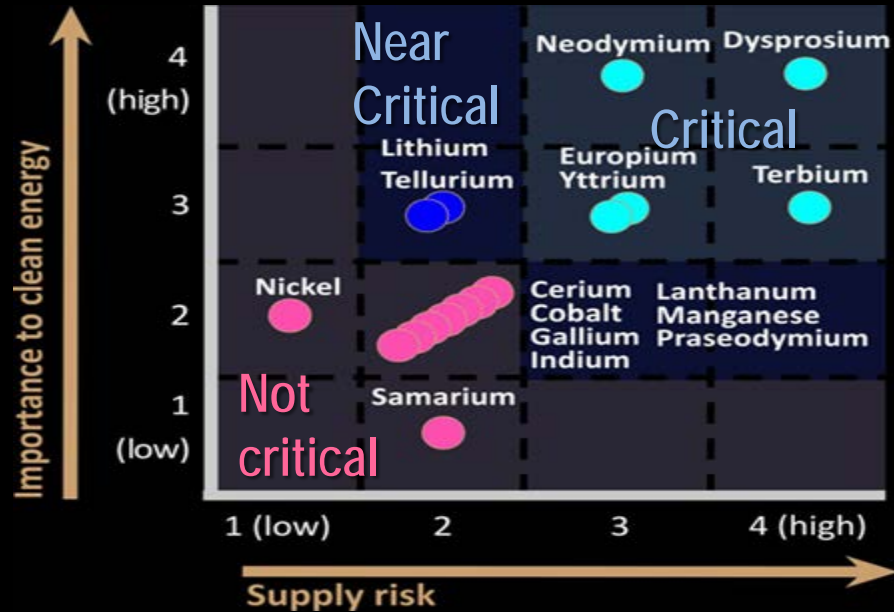 Importance to clean energy
4
(high)
3
2
1
(low)
Near
Critical
Neodymium
Dysprosium
Critical
Lithium
Tellurium
Europium
Yttrium
Terbium
Nickel
Cerium
Cobalt
Gallium
Indium
Lanthanum
Manganese
Praseodymium
Not
critical
Samarium
1 (low)
2
3
4 (high)
Supply risk